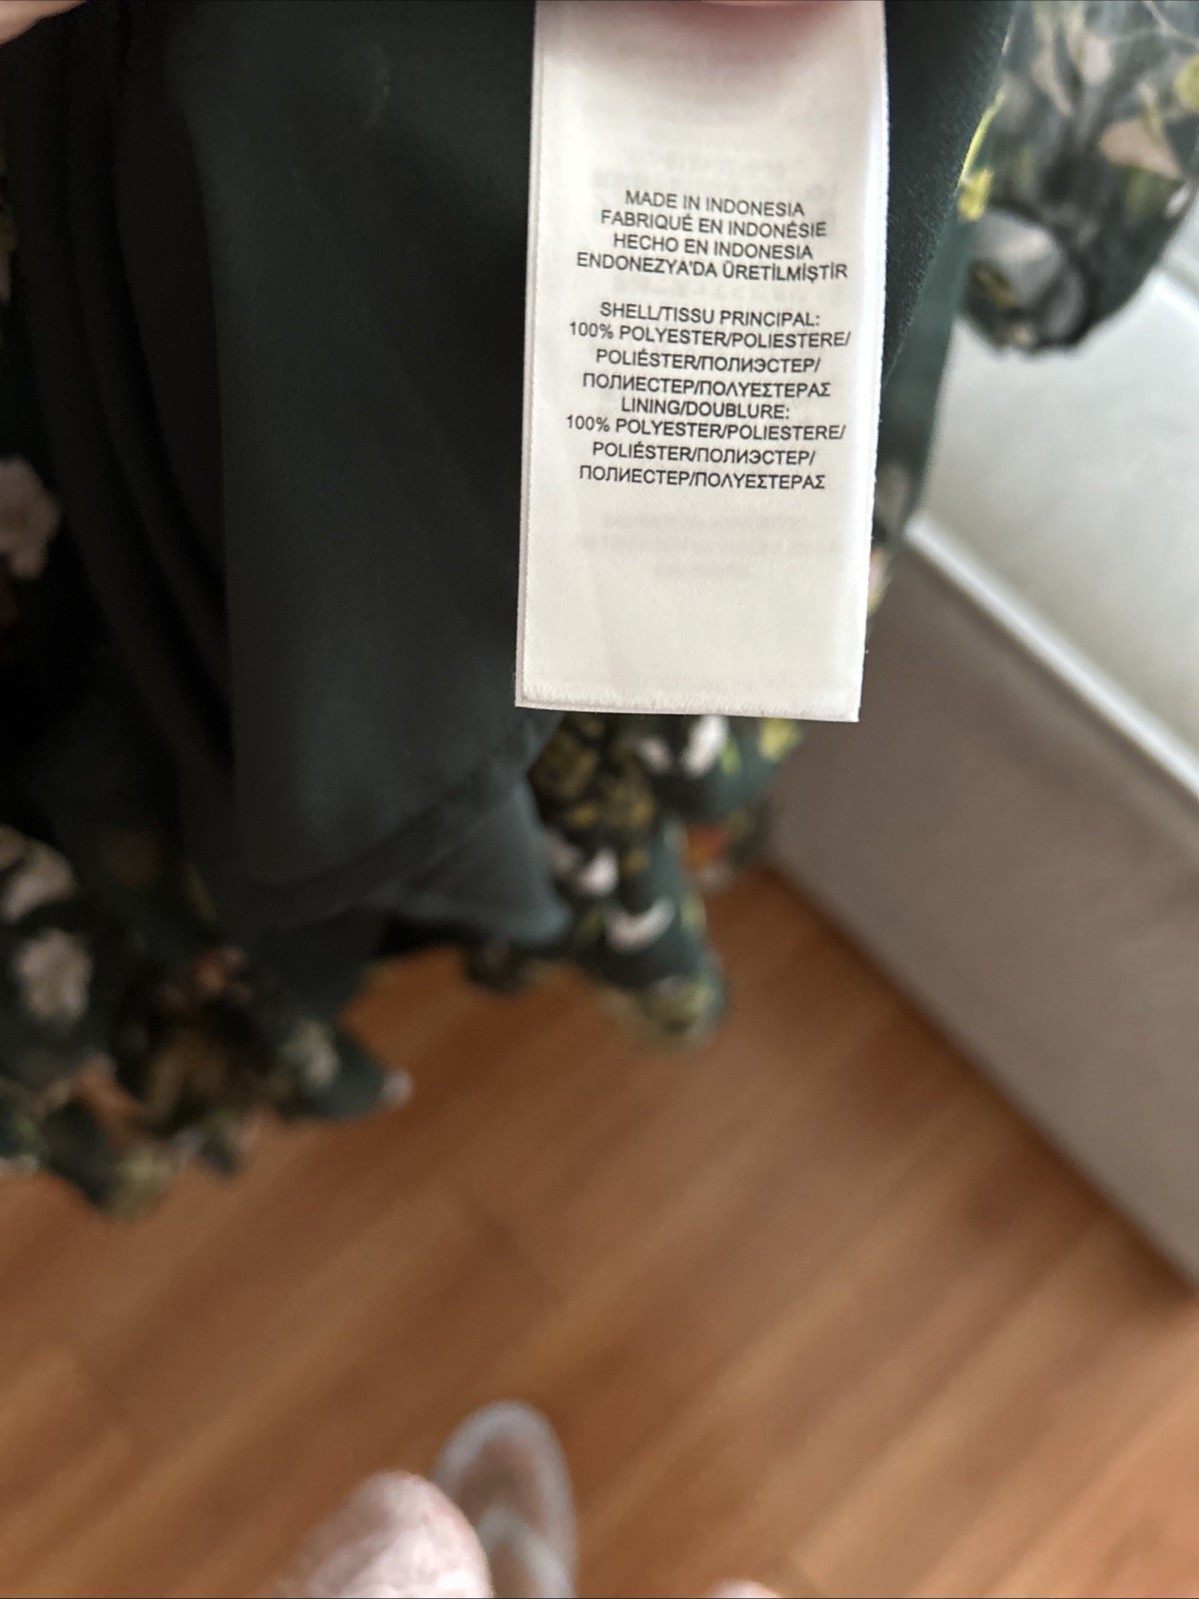 MADE IN INDONESIA
FABRIQUÉ EN INDONÉSIE
HECHO EN INDONESIA
ENDONEZYA'DA ÜRETİLMİŞTİR
SHELL/TISSU PRINCIPAL:
100% POLYESTER/POLIESTERE/
POLIÉSTER/ПОЛИЭСТЕР/
ПОЛИЕСТЕР/ΠΟΛΥΕΣΤΕΡΑΣ
LINING/DOUBLURE:
100% POLYESTER/POLIESTERE/
POLIÉSTER/ПОЛИЭСТЕР/
ПОЛИЕСТЕР/ΠΟΛΥΕΣΤΕΡΑΣ